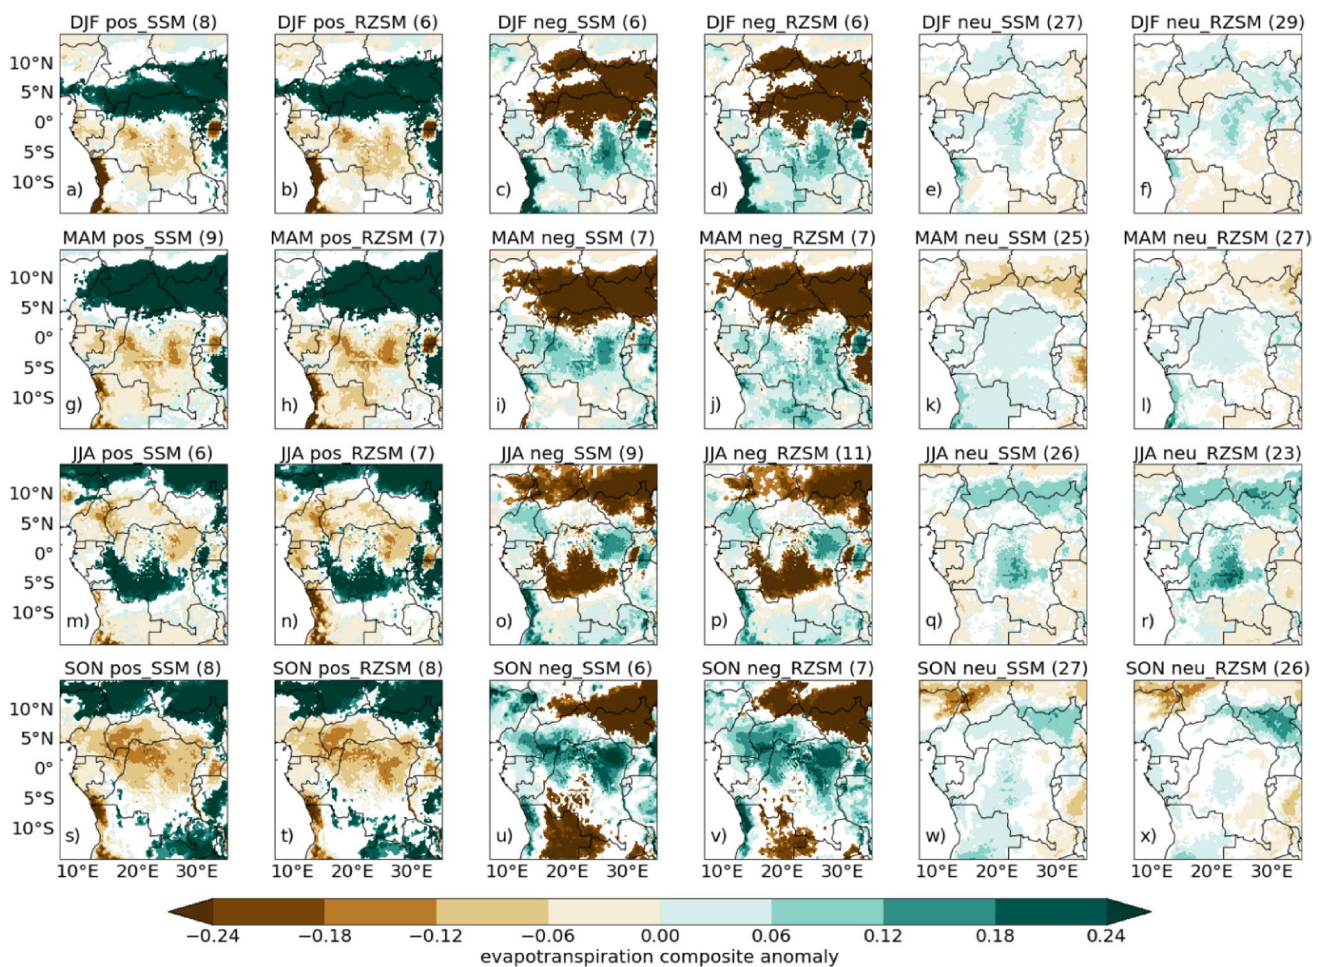 DJF pos_SSM (8) DJF pos_RZSM (6) DJF neg_SSM (6) DJF neg_RZSM (6) DJF neu_SSM (27) DJF neu_RZSM (29)
10°N
5°N
0°
5°S
10°S
a) b) c) d) e) f)
MAM pos_SSM (9) MAM pos_RZSM (7) MAM neg_SSM (7) MAM neg_RZSM (7) MAM neu_SSM (25) MAM neu_RZSM (27)
10°N
5°N
0°
5°S
10°S
g) h) i) j) k) l)
JJA pos_SSM (6) JJA pos_RZSM (7) JJA neg_SSM (9) JJA neg_RZSM (11) JJA neu_SSM (26) JJA neu_RZSM (23)
10°N
5°N
0°
5°S
10°S
m) n) o) p) q) r)
SON pos_SSM (8) SON pos_RZSM (8) SON neg_SSM (6) SON neg_RZSM (7) SON neu_SSM (27) SON neu_RZSM (26)
10°N
5°N
0°
5°S
10°S
s) t) u) v) w) x)
10°E 20°E 30°E 10°E 20°E 30°E 10°E 20°E 30°E 10°E 20°E 30°E 10°E 20°E 30°E 10°E 20°E 30°E
−0.24 −0.18 −0.12 −0.06 0.00 0.06 0.12 0.18 0.24
evapotranspiration composite anomaly